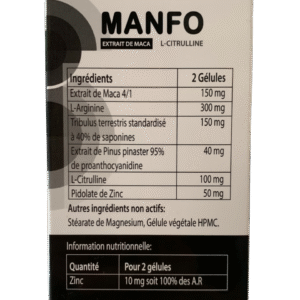 MANFO
EXTRAIT DE MACA L-CITRULLINE
Ingrédients 2 Gélules
Extrait de Maca 4/1 150 mg
L-Arginine 300 mg
Tribulus terrestris standardisé 150 mg
à 40% de saponines
Extrait de Pinus pinaster 95% 40 mg
de proanthocyanidine
L-Citrulline 100 mg
Pidolate de Zinc 50 mg
Autres ingrédients non actifs:
Stéarate de Magnesium, Gélule végétale HPMC.
Information nutritionnelle:
Quantité Pour 2 gélules
Zinc 10 mg soit 100% des A.R